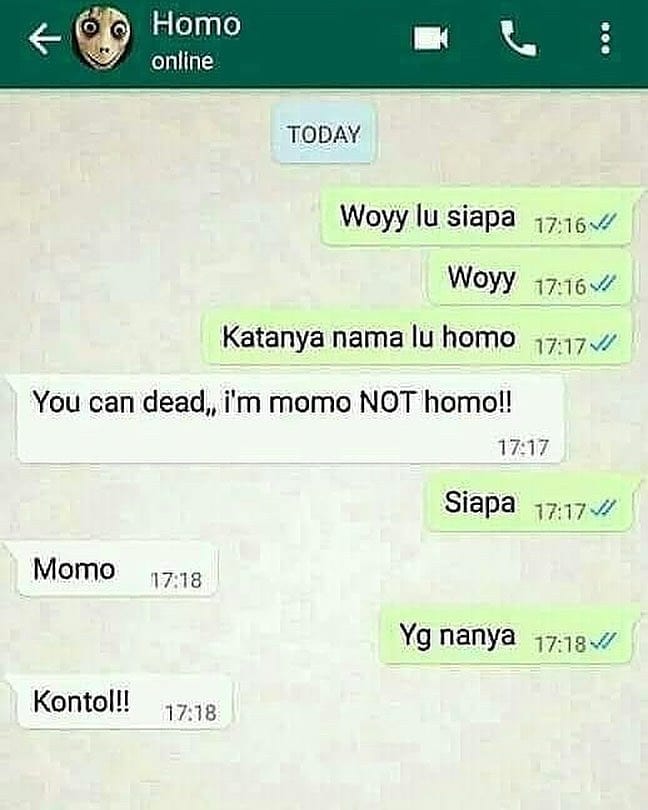 Homo
online
TODAY
Woyy lu siapa 17:16
Woyy 17:16
Katanya nama lu homo 17:17
You can dead,, i'm momo NOT homo!!
17:17
Siapa 17:17
Momo 17:18
Yg nanya 17:18
Kontol!! 17:18